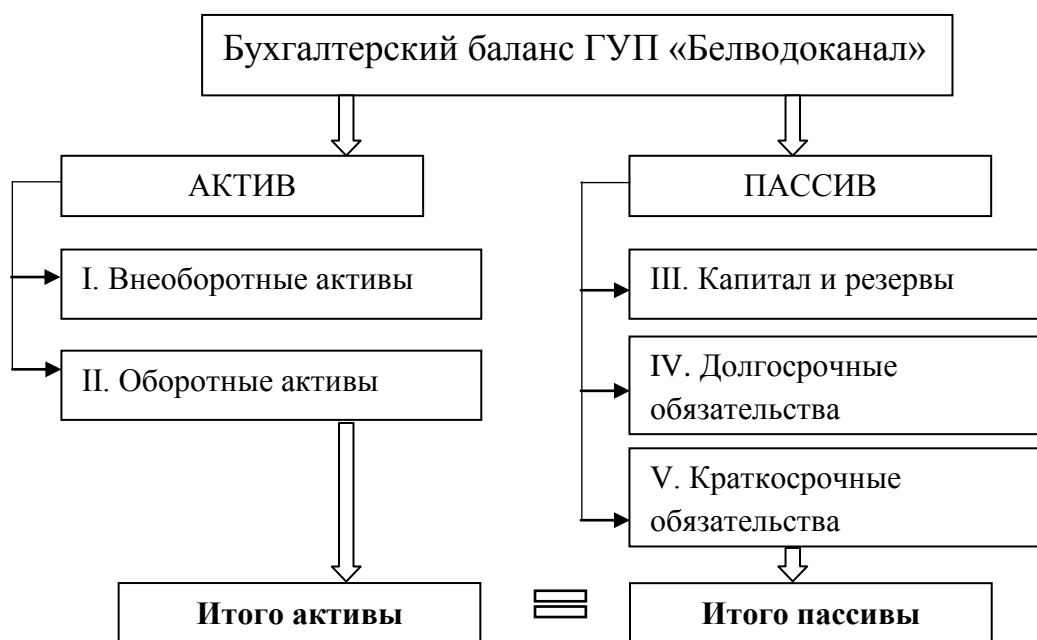 Бухгалтерский баланс ГУП «Белводоканал»
АКТИВ
I. Внеоборотные активы
II. Оборотные активы
Итого активы
ПАССИВ
III. Капитал и резервы
IV. Долгосрочные
обязательства
V. Краткосрочные
обязательства
Итого пассивы